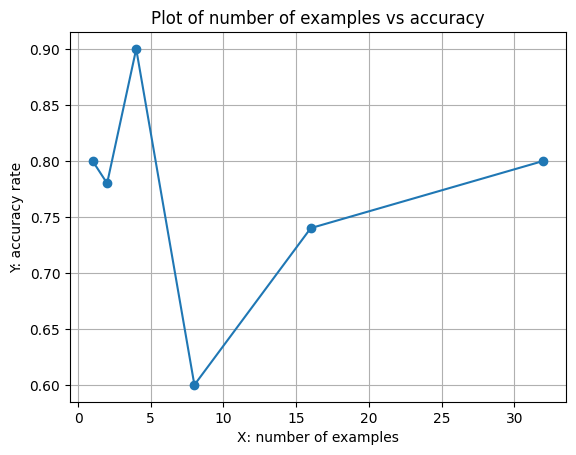 Plot of number of examples vs accuracy
0.90
0.85
0.80
0.75
0.70
0.65
0.60
Y: accuracy rate
0 5 10 15 20 25 30
X: number of examples